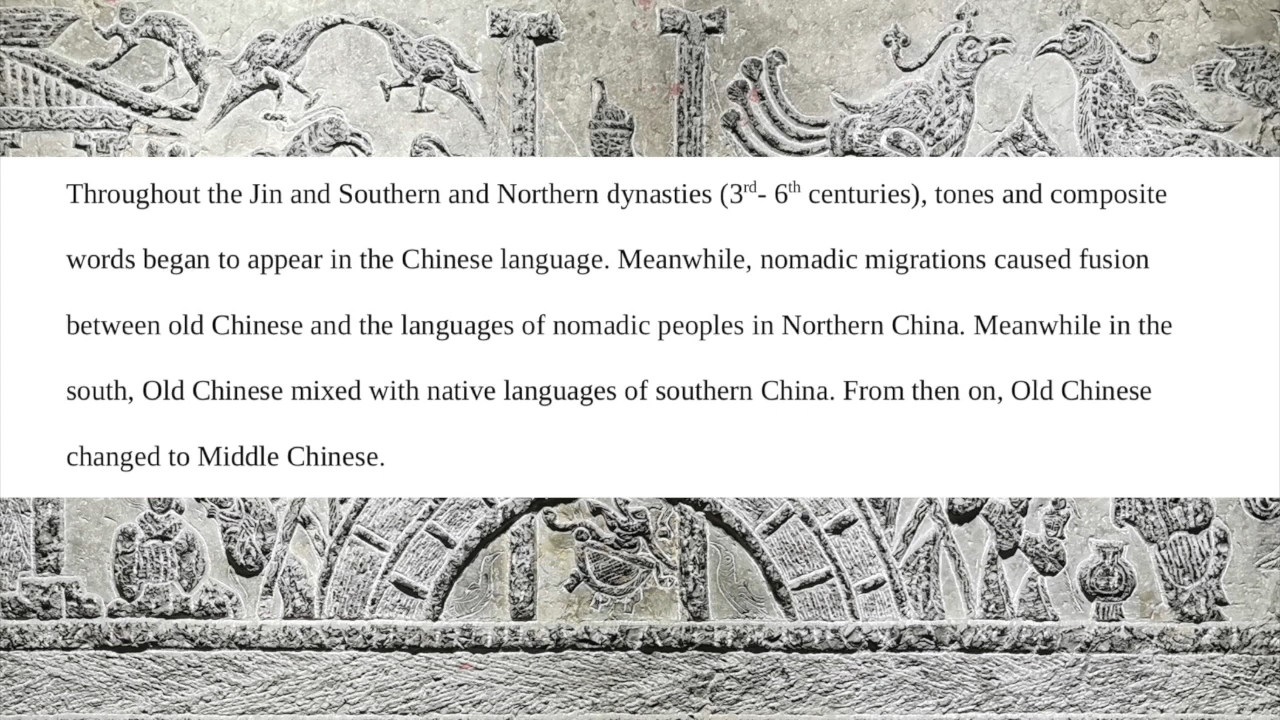 Throughout the Jin and Southern and Northern dynasties (3rd- 6th centuries), tones and composite
words began to appear in the Chinese language. Meanwhile, nomadic migrations caused fusion
between old Chinese and the languages of nomadic peoples in Northern China. Meanwhile in the
south, Old Chinese mixed with native languages of southern China. From then on, Old Chinese
changed to Middle Chinese.